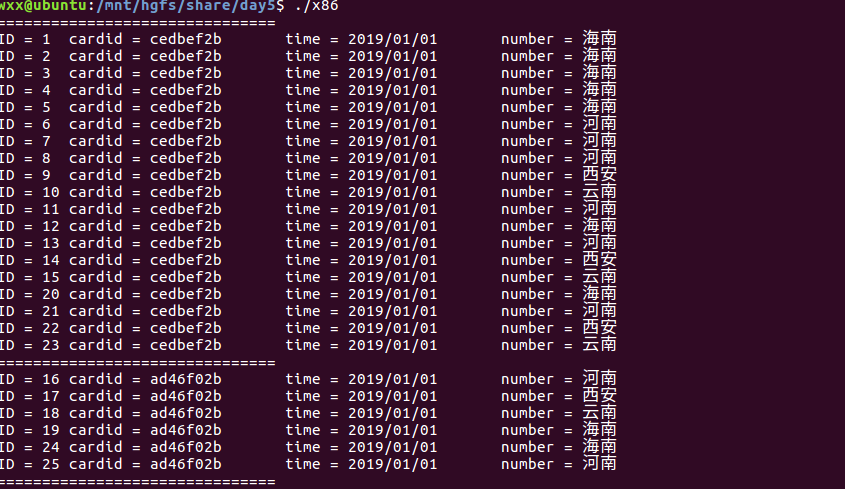 wxx@ubuntu:/mnt/hgfs/share/day5$ ./x86
===============================
ID = 1 cardid = cedbef2b time = 2019/01/01 number = 海南
ID = 2 cardid = cedbef2b time = 2019/01/01 number = 海南
ID = 3 cardid = cedbef2b time = 2019/01/01 number = 海南
ID = 4 cardid = cedbef2b time = 2019/01/01 number = 海南
ID = 5 cardid = cedbef2b time = 2019/01/01 number = 海南
ID = 6 cardid = cedbef2b time = 2019/01/01 number = 河南
ID = 7 cardid = cedbef2b time = 2019/01/01 number = 河南
ID = 8 cardid = cedbef2b time = 2019/01/01 number = 河南
ID = 9 cardid = cedbef2b time = 2019/01/01 number = 西安
ID = 10 cardid = cedbef2b time = 2019/01/01 number = 云南
ID = 11 cardid = cedbef2b time = 2019/01/01 number = 河南
ID = 12 cardid = cedbef2b time = 2019/01/01 number = 海南
ID = 13 cardid = cedbef2b time = 2019/01/01 number = 河南
ID = 14 cardid = cedbef2b time = 2019/01/01 number = 西安
ID = 15 cardid = cedbef2b time = 2019/01/01 number = 云南
ID = 20 cardid = cedbef2b time = 2019/01/01 number = 海南
ID = 21 cardid = cedbef2b time = 2019/01/01 number = 河南
ID = 22 cardid = cedbef2b time = 2019/01/01 number = 西安
ID = 23 cardid = cedbef2b time = 2019/01/01 number = 云南
===============================
ID = 16 cardid = ad46f02b time = 2019/01/01 number = 河南
ID = 17 cardid = ad46f02b time = 2019/01/01 number = 西安
ID = 18 cardid = ad46f02b time = 2019/01/01 number = 云南
ID = 19 cardid = ad46f02b time = 2019/01/01 number = 海南
ID = 24 cardid = ad46f02b time = 2019/01/01 number = 海南
ID = 25 cardid = ad46f02b time = 2019/01/01 number = 河南
===============================